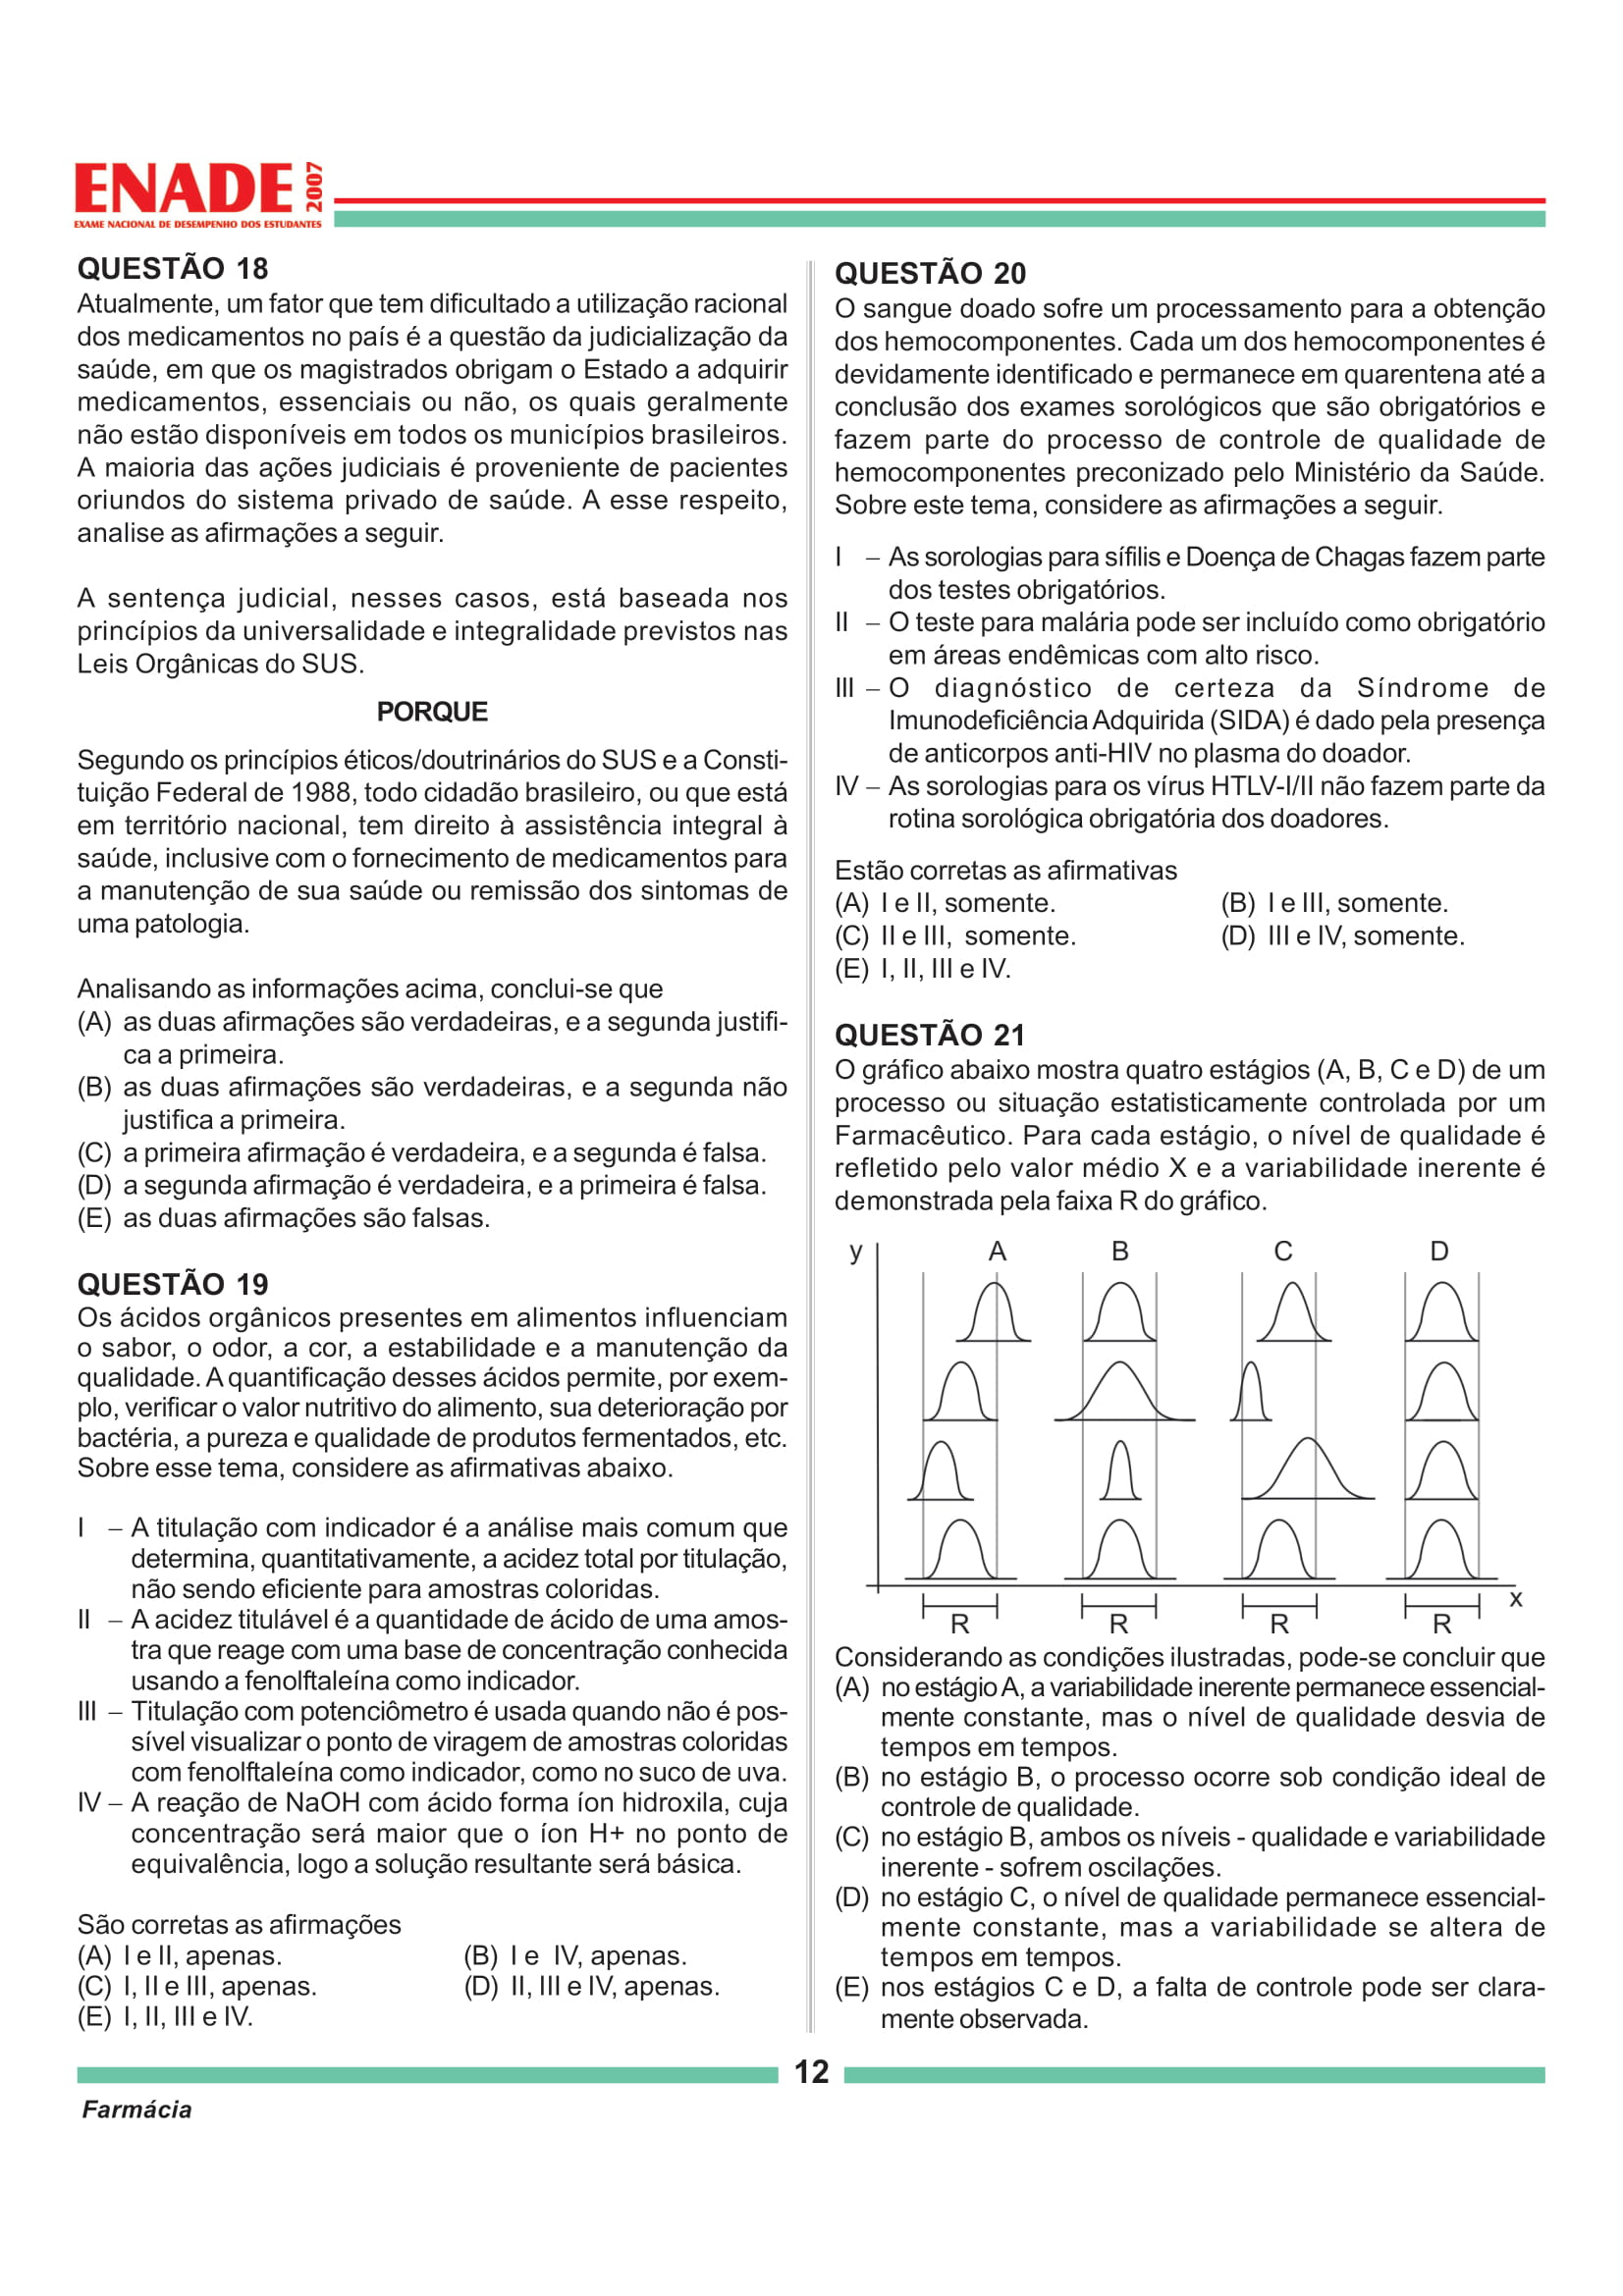 ENADE 2007
EXAME NACIONAL DE DESEMPENHO DOS ESTUDANTES
QUESTÃO 18
Atualmente, um fator que tem dificultado a utilização racional
dos medicamentos no país é a questão da judicialização da
saúde, em que os magistrados obrigam o Estado a adquirir
medicamentos, essenciais ou não, os quais geralmente
não estão disponíveis em todos os municípios brasileiros.
A maioria das ações judiciais é proveniente de pacientes
oriundos do sistema privado de saúde. A esse respeito,
analise as afirmações a seguir.
A sentença judicial, nesses casos, está baseada nos
princípios da universalidade e integralidade previstos nas
Leis Orgânicas do SUS.
PORQUE
Segundo os princípios éticos/doutrinários do SUS e a Consti-
tuição Federal de 1988, todo cidadão brasileiro, ou que está
em território nacional, tem direito à assistência integral à
saúde, inclusive com o fornecimento de medicamentos para
a manutenção de sua saúde ou remissão dos sintomas de
uma patologia.
Analisando as informações acima, conclui-se que
(A) as duas afirmações são verdadeiras, e a segunda justifi-
ca a primeira.
(B) as duas afirmações são verdadeiras, e a segunda não
justifica a primeira.
(C) a primeira afirmação é verdadeira, e a segunda é falsa.
(D) a segunda afirmação é verdadeira, e a primeira é falsa.
(E) as duas afirmações são falsas.
QUESTÃO 19
Os ácidos orgânicos presentes em alimentos influenciam
o sabor, o odor, a cor, a estabilidade e a manutenção da
qualidade. A quantificação desses ácidos permite, por exem-
plo, verificar o valor nutritivo do alimento, sua deterioração por
bactéria, a pureza e qualidade de produtos fermentados, etc.
Sobre esse tema, considere as afirmativas abaixo.
I – A titulação com indicador é a análise mais comum que
determina, quantitativamente, a acidez total por titulação,
não sendo eficiente para amostras coloridas.
II – A acidez titulável é a quantidade de ácido de uma amos-
tra que reage com uma base de concentração conhecida
usando a fenolftaleína como indicador.
III – Titulação com potenciômetro é usada quando não é pos-
sível visualizar o ponto de viragem de amostras coloridas
com fenolftaleína como indicador, como no suco de uva.
IV – A reação de NaOH com ácido forma íon hidroxila, cuja
concentração será maior que o íon H+ no ponto de
equivalência, logo a solução resultante será básica.
São corretas as afirmações
(A) I e II, apenas. (B) I e IV, apenas.
(C) I, II e III, apenas. (D) II, III e IV, apenas.
(E) I, II, III e IV.
QUESTÃO 20
O sangue doado sofre um processamento para a obtenção
dos hemocomponentes. Cada um dos hemocomponentes é
devidamente identificado e permanece em quarentena até a
conclusão dos exames sorológicos que são obrigatórios e
fazem parte do processo de controle de qualidade de
hemocomponentes preconizado pelo Ministério da Saúde.
Sobre este tema, considere as afirmações a seguir.
I – As sorologias para sífilis e Doença de Chagas fazem parte
dos testes obrigatórios.
II – O teste para malária pode ser incluído como obrigatório
em áreas endêmicas com alto risco.
III – O diagnóstico de certeza da Síndrome de
Imunodeficiência Adquirida (SIDA) é dado pela presença
de anticorpos anti-HIV no plasma do doador.
IV – As sorologias para os vírus HTLV-I/II não fazem parte da
rotina sorológica obrigatória dos doadores.
Estão corretas as afirmativas
(A) I e II, somente. (B) I e III, somente.
(C) II e III, somente. (D) III e IV, somente.
(E) I, II, III e IV.
QUESTÃO 21
O gráfico abaixo mostra quatro estágios (A, B, C e D) de um
processo ou situação estatisticamente controlada por um
Farmacêutico. Para cada estágio, o nível de qualidade é
refletido pelo valor médio X e a variabilidade inerente é
demonstrada pela faixa R do gráfico.
y A B C D
x
R R R R
Considerando as condições ilustradas, pode-se concluir que
(A) no estágio A, a variabilidade inerente permanece essencial-
mente constante, mas o nível de qualidade desvia de
tempos em tempos.
(B) no estágio B, o processo ocorre sob condição ideal de
controle de qualidade.
(C) no estágio B, ambos os níveis - qualidade e variabilidade
inerente - sofrem oscilações.
(D) no estágio C, o nível de qualidade permanece essencial-
mente constante, mas a variabilidade se altera de
tempos em tempos.
(E) nos estágios C e D, a falta de controle pode ser clara-
mente observada.
12
Farmácia